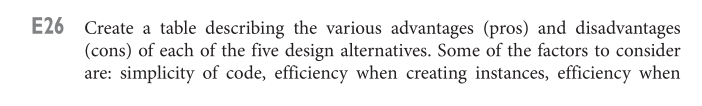 E26 Create a table describing the various advantages (pros) and disadvantages
(cons) of each of the five design alternatives. Some of the factors to consider
are: simplicity of code, efficiency when creating instances, efficiency when